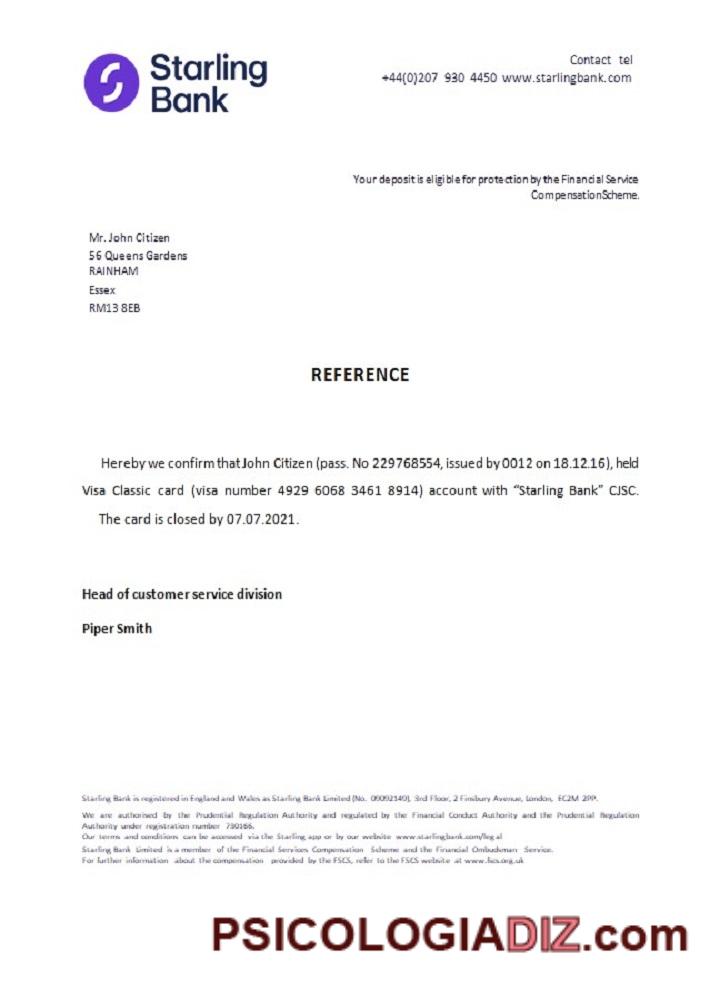 Starling
Bank
Contact tel
+44(0)207 930 4450 www.starlingbank.com
Your deposit is eligible for protection by the Financial Service
Compensation Scheme.
Mr. John Citizen
56 Queens Gardens
RAINHAM
Essex
RM13 8EB
REFERENCE
Hereby we confirm that John Citizen (pass. No 229768554, issued by 0012 on 18.12.16), held
Visa Classic card (visa number 4929 6068 3461 8914) account with “Starling Bank” CJSC.
The card is closed by 07.07.2021.
Head of customer service division
Piper Smith
Starling Bank is registered in England and Wales as Starling Bank Limited (No. 09092149), 3rd Floor, 2 Finsbury Avenue, London, EC2M 2PP.
We are authorised by the Prudential Regulation Authority and regulated by the Financial Conduct Authority and the Prudential Regulation
Authority under registration number 730166.
Our terms and conditions can be accessed via the Starling app or by our website www.starlingbank.com/legal
Starling Bank Limited is a member of the Financial Services Compensation Scheme and the Financial Ombudsman Service.
For further information about the compensation provided by the FSCS, refer to the FSCS website at www.fscs.org.uk
PSICOLOGIADIZ.com